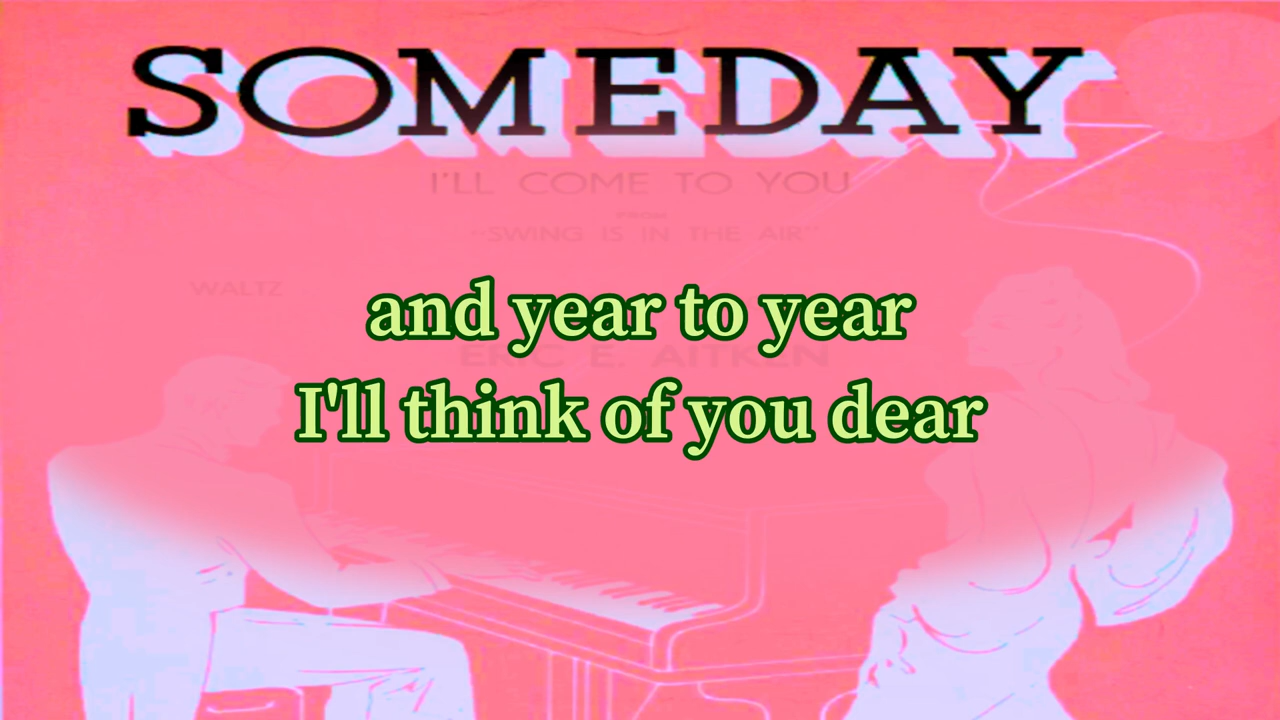 SOMEDAY
I'LL COME TO YOU
FROM
"SWING IS IN THE AIR"
WALTZ
and year to year
ERIC E. AITKEN
I'll think of you dear